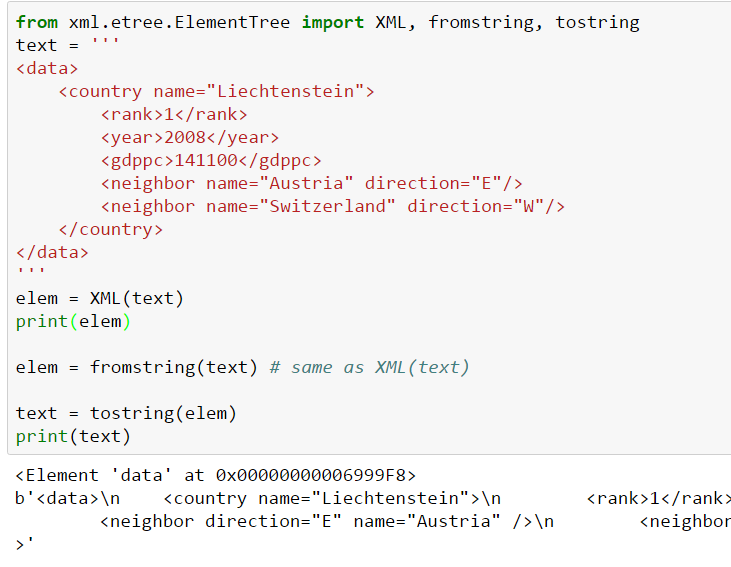 from xml.etree.ElementTree import XML, fromstring, tostring
text = '''
<data>
    <country name="Liechtenstein">
        <rank>1</rank>
        <year>2008</year>
        <gdppc>141100</gdppc>
        <neighbor name="Austria" direction="E"/>
        <neighbor name="Switzerland" direction="W"/>
    </country>
</data>
'''
elem = XML(text)
print(elem)

elem = fromstring(text) # same as XML(text)

text = tostring(elem)
print(text)
<Element 'data' at 0x00000000006999F8>
b'<data>\n    <country name="Liechtenstein">\n        <rank>1</rank>
        <neighbor direction="E" name="Austria" />\n        <neighbor
>'